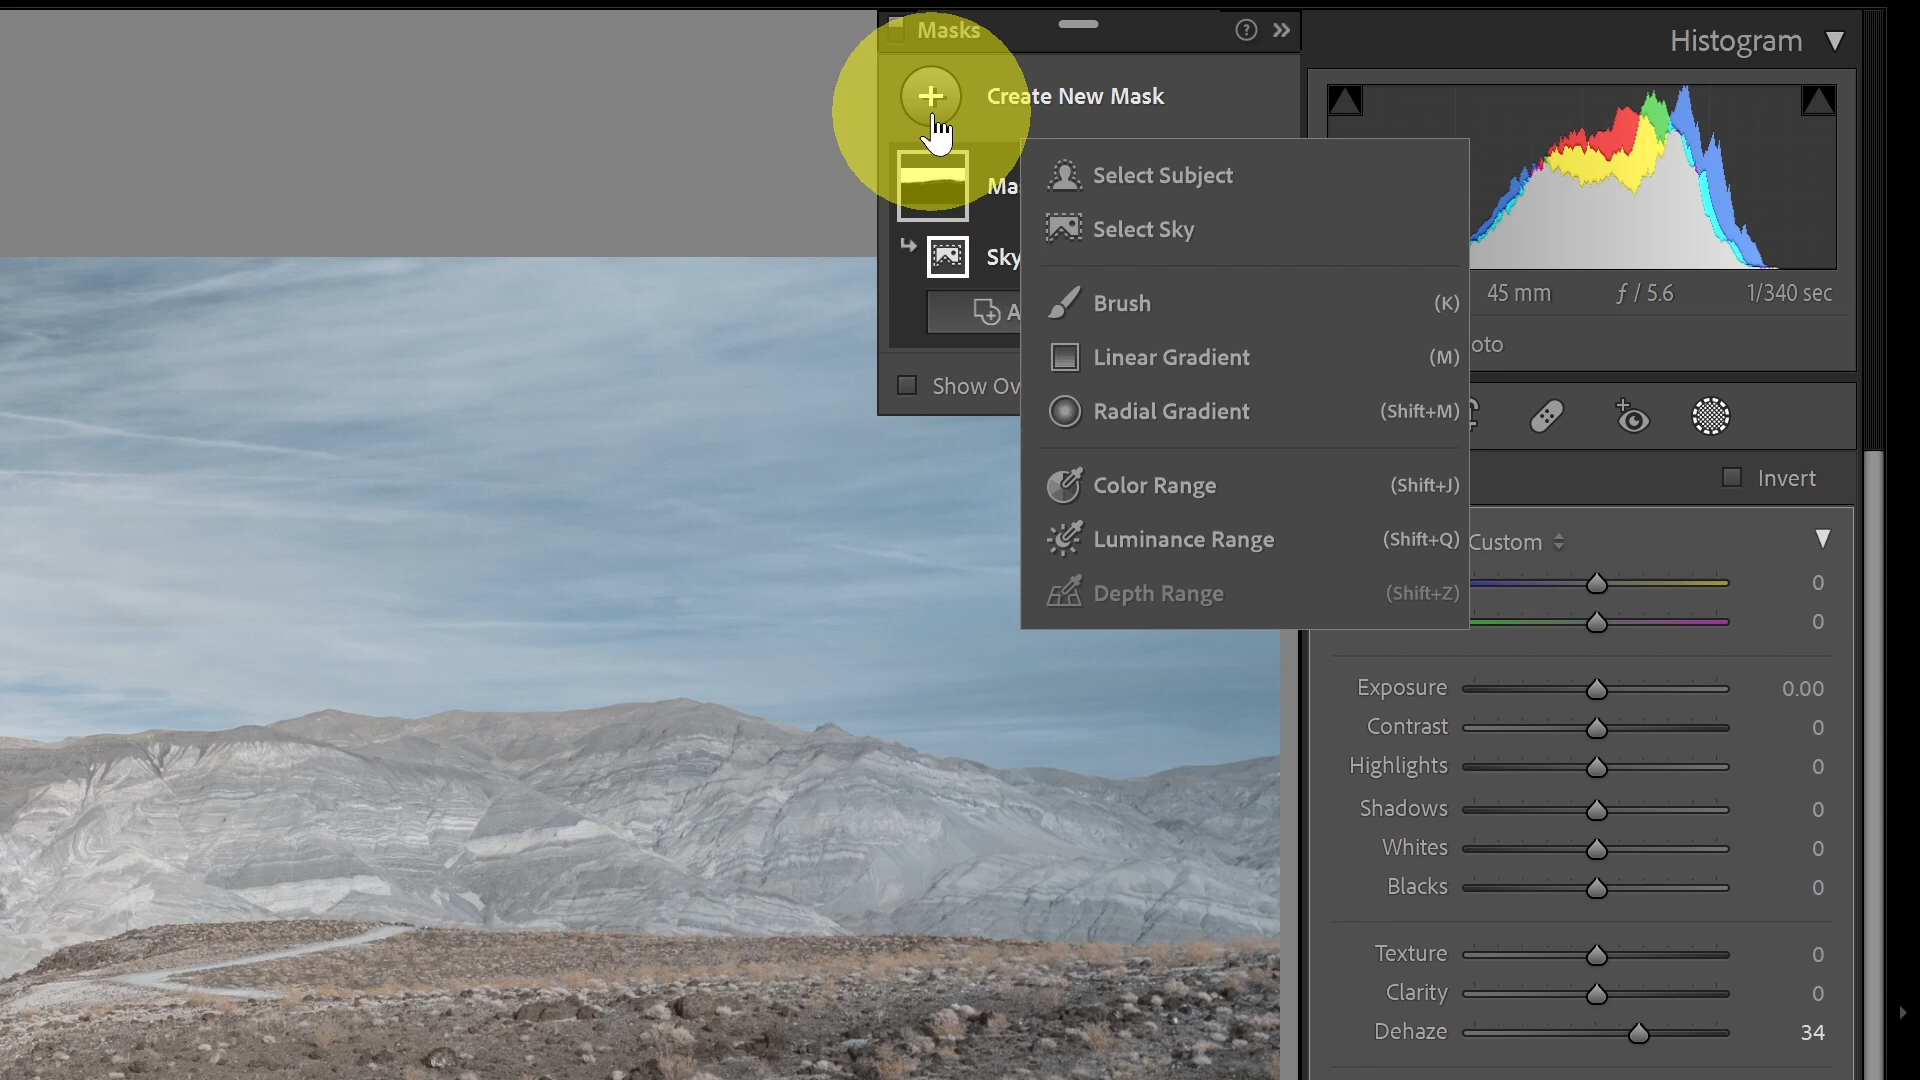 Masks
Create New Mask
Ma
Sky
A
Show Ov
Select Subject
Select Sky
Brush (K)
Linear Gradient (M)
Radial Gradient (Shift+M)
Color Range (Shift+J)
Luminance Range (Shift+Q)
Depth Range (Shift+Z)
Histogram
45 mm ƒ / 5.6 1/340 sec
oto
Invert
Custom
0
0
Exposure 0.00
Contrast 0
Highlights 0
Shadows 0
Whites 0
Blacks 0
Texture 0
Clarity 0
Dehaze 34